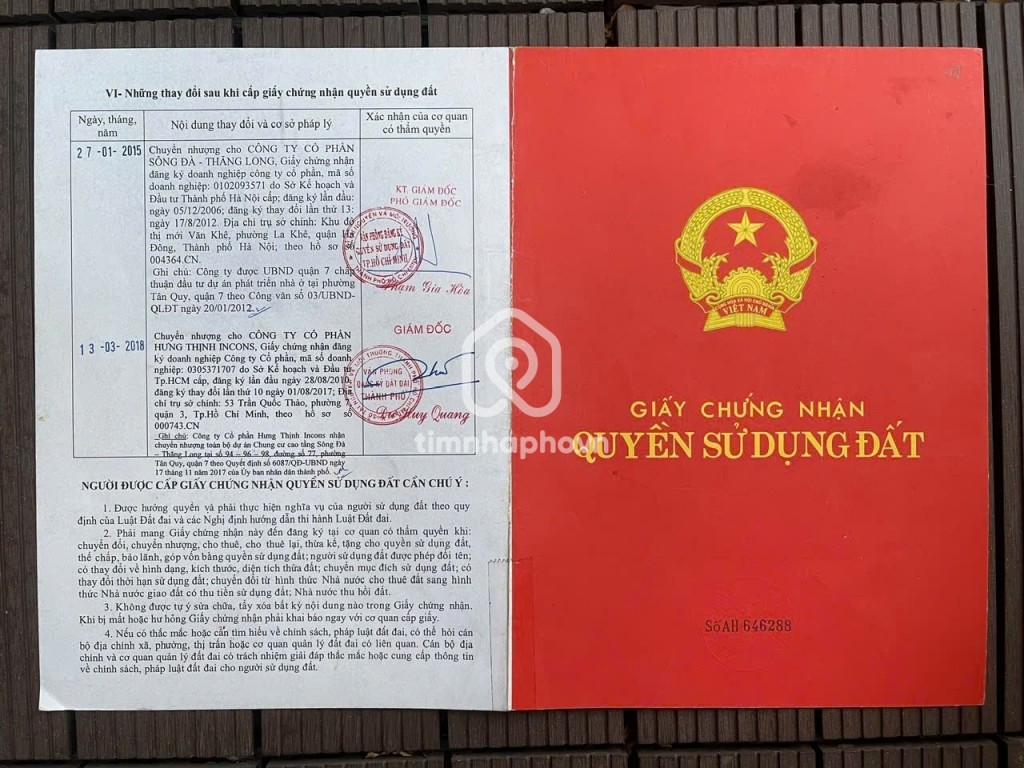 VI- Những thay đổi sau khi cấp giấy chứng nhận quyền sử dụng đất
Ngày, tháng, năm
Nội dung thay đổi và cơ sở pháp lý
Xác nhận của cơ quan có thẩm quyền
27-01-2015
Chuyển nhượng cho CÔNG TY CỔ PHẦN
SÔNG ĐÀ - THĂNG LONG, Giấy chứng nhận
đăng ký doanh nghiệp công ty cổ phần, mã số
doanh nghiệp: 0102093571 do Sở Kế hoạch và
Đầu tư Thành phố Hà Nội cấp; đăng ký lần đầu:
ngày 05/12/2006; đăng ký thay đổi lần thứ 13:
ngày 17/8/2012. Địa chỉ trụ sở chính: Khu đô
thị mới Văn Khê, phường La Khê, quận Hà
Đông, Thành phố Hà Nội; theo hồ sơ số
004364.CN.
Ghi chú: Công ty được UBND quận 7 chấp
thuận đầu tư dự án phát triển nhà ở tại phường
Tân Quy, quận 7 theo Công văn số 03/UBND-
QLĐT ngày 20/01/2012
KT. GIÁM ĐỐC
PHÓ GIÁM ĐỐC
VĂN PHÒNG ĐĂNG KÝ
QUYỀN SỬ DỤNG ĐẤT
TP.HỒ CHÍ MINH
Phạm Gia Hòa
13-03-2018
Chuyển nhượng cho CÔNG TY CỔ PHẦN
HƯNG THỊNH INCONS, Giấy chứng nhận đăng
ký doanh nghiệp Công ty Cổ phần, mã số doanh
nghiệp: 0305371707 do Sở Kế hoạch và Đầu tư
Tp.HCM cấp, đăng ký lần đầu ngày 28/08/2010,
đăng ký thay đổi lần thứ 10 ngày 01/08/2017; Địa
chỉ trụ sở chính: 53 Trần Quốc Thảo, phường 7,
quận 3, Tp.Hồ Chí Minh, theo hồ sơ số
000743.CN
Ghi chú: Công ty Cổ phần Hưng Thịnh Incons nhận
chuyển nhượng toàn bộ dự án Chung cư cao tầng Sông Đà
– Thăng Long tại số 94 – 96 – 98, đường số 77, phường
Tân Quy, quận 7 theo Quyết định số 6087/QĐ-UBND ngày
17 tháng 11 năm 2017 của Ủy ban nhân dân thành phố.
GIÁM ĐỐC
VĂN PHÒNG
ĐĂNG KÝ ĐẤT ĐAI
THÀNH PHỐ
Huy Quang
NGƯỜI ĐƯỢC CẤP GIẤY CHỨNG NHẬN QUYỀN SỬ DỤNG ĐẤT CẦN CHÚ Ý :
1. Được hưởng quyền và phải thực hiện nghĩa vụ của người sử dụng đất theo quy
định của Luật Đất đai và các Nghị định hướng dẫn thi hành Luật Đất đai.
2. Phải mang Giấy chứng nhận này đến đăng ký tại cơ quan có thẩm quyền khi:
chuyển đổi, chuyển nhượng, cho thuê, cho thuê lại, thừa kế, tặng cho quyền sử dụng đất,
thế chấp, bảo lãnh, góp vốn bằng quyền sử dụng đất; người sử dụng đất được phép đổi tên;
có thay đổi về hình dạng, kích thước, diện tích thửa đất; chuyển mục đích sử dụng đất; có
thay đổi thời hạn sử dụng đất; chuyển đổi từ hình thức Nhà nước cho thuê đất sang hình
thức Nhà nước giao đất có thu tiền sử dụng đất; Nhà nước thu hồi đất.
3. Không được tự ý sửa chữa, tẩy xóa bất kỳ nội dung nào trong Giấy chứng nhận.
Khi bị mất hoặc hư hỏng Giấy chứng nhận phải khai báo ngay với cơ quan cấp giấy.
4. Nếu có thắc mắc hoặc cần tìm hiểu về chính sách, pháp luật đất đai, có thể hỏi cán
bộ địa chính xã, phường, thị trấn hoặc cơ quan quản lý đất đai có liên quan. Cán bộ địa
chính và cơ quan quản lý đất đai có trách nhiệm giải đáp thắc mắc hoặc cung cấp thông tin
về chính sách, pháp luật đất đai cho người sử dụng đất.
VIỆT NAM
GIẤY CHỨNG NHẬN
QUYỀN SỬ DỤNG ĐẤT
Số AH 646288
timnhaphovn